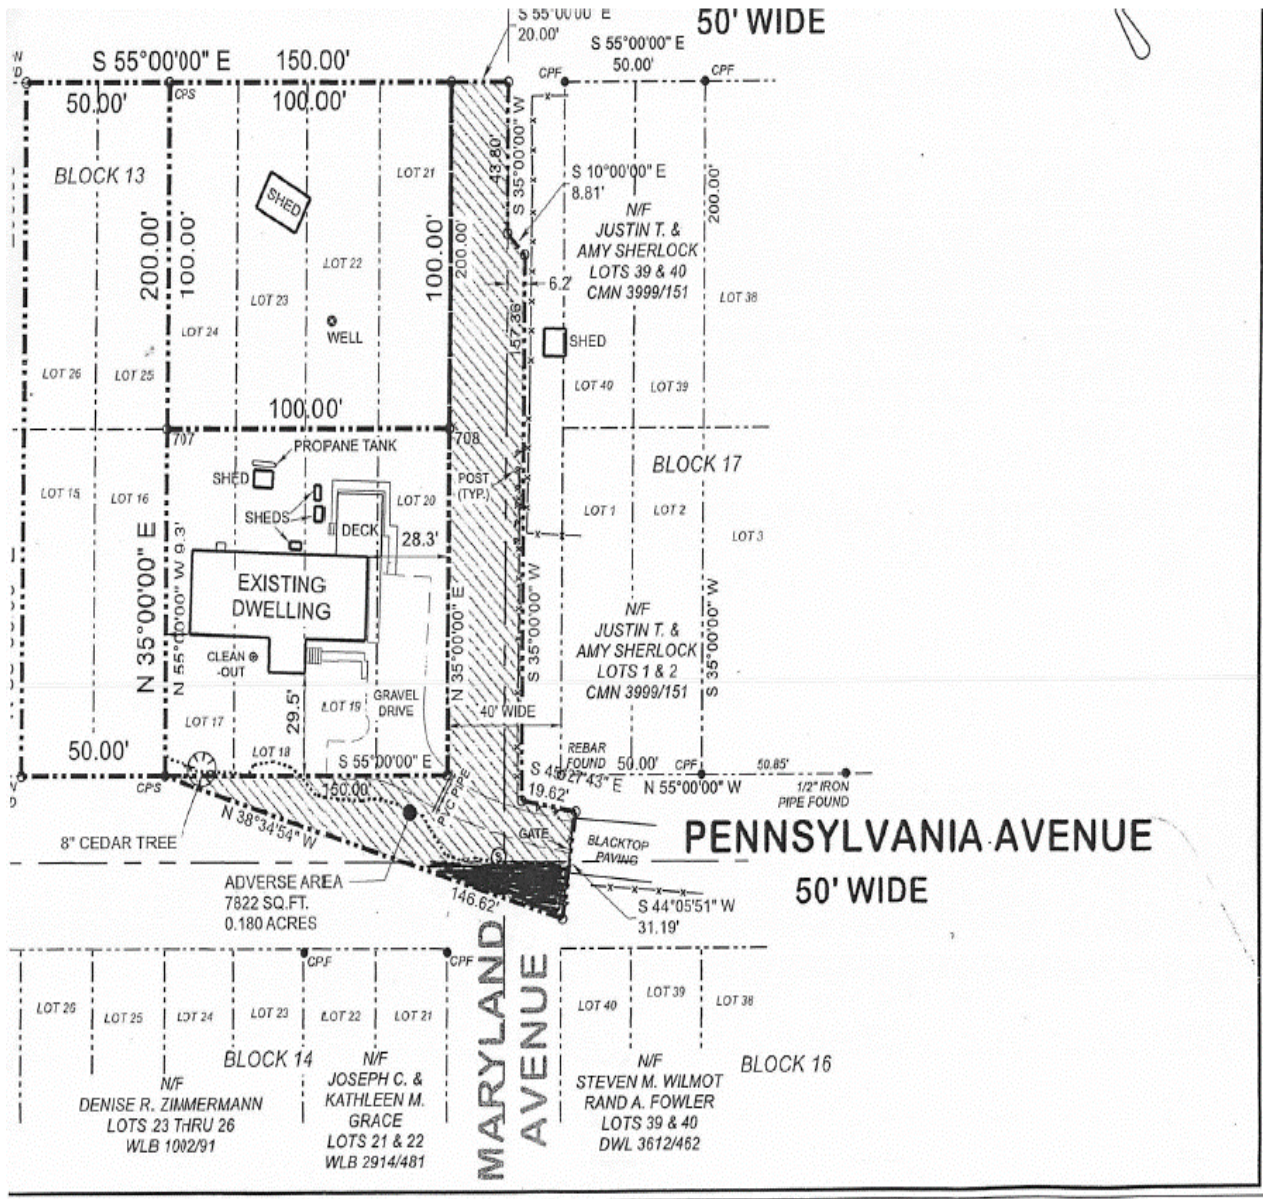 S 55°00'00" E
20.00'
50' WIDE
S 55°00'00" E
50.00'
S 55°00'00" E
150.00'
CPF
CPF
50.00'
CPS
100.00'
BLOCK 13
SHED
LOT 21
43.80'
S 35°00'00" W
S 10°00'00" E
8.81'
200.00'
N/F
JUSTIN T. &
AMY SHERLOCK
LOTS 39 & 40
CMN 3999/151
200.00'
100.00'
100.00'
200.00'
LOT 22
6.2'
LOT 23
LOT 38
LOT 24
WELL
157.36'
SHED
LOT 26
LOT 25
LOT 40
LOT 39
100.00'
707
708
PROPANE TANK
SHED
POST
(TYP.)
BLOCK 17
LOT 15
LOT 16
SHEDS
LOT 20
DECK
28.3'
LOT 1
LOT 2
LOT 3
N 35°00'00" E
N 55°00'00" W 9.3'
EXISTING
DWELLING
N 35°00'00" E
S 35°00'00" W
S 35°00'00" W
N/F
JUSTIN T. &
AMY SHERLOCK
LOTS 1 & 2
CMN 3999/151
CLEAN
-OUT
29.5'
GRAVEL
DRIVE
LOT 17
LOT 19
40' WIDE
50.00'
LOT 18
S 55°00'00" E
REBAR
FOUND
50.00'
CPF
50.85'
CPS
150.00'
PVC PIPE
S 45°27'43" E
19.62'
N 55°00'00" W
1/2" IRON
PIPE FOUND
N 38°34'54" W
8" CEDAR TREE
GATE
BLACKTOP
PAVING
PENNSYLVANIA AVENUE
50' WIDE
ADVERSE AREA
7822 SQ.FT.
0.180 ACRES
146.62'
S 44°05'51" W
31.19'
MARYLAND
AVENUE
CPF
CPF
LOT 26
LOT 25
LOT 24
LOT 23
LOT 22
LOT 21
LOT 40
LOT 39
LOT 38
BLOCK 14
BLOCK 16
N/F
DENISE R. ZIMMERMANN
LOTS 23 THRU 26
WLB 1002/91
N/F
JOSEPH C. &
KATHLEEN M.
GRACE
LOTS 21 & 22
WLB 2914/481
N/F
STEVEN M. WILMOT
RAND A. FOWLER
LOTS 39 & 40
DWL 3612/462